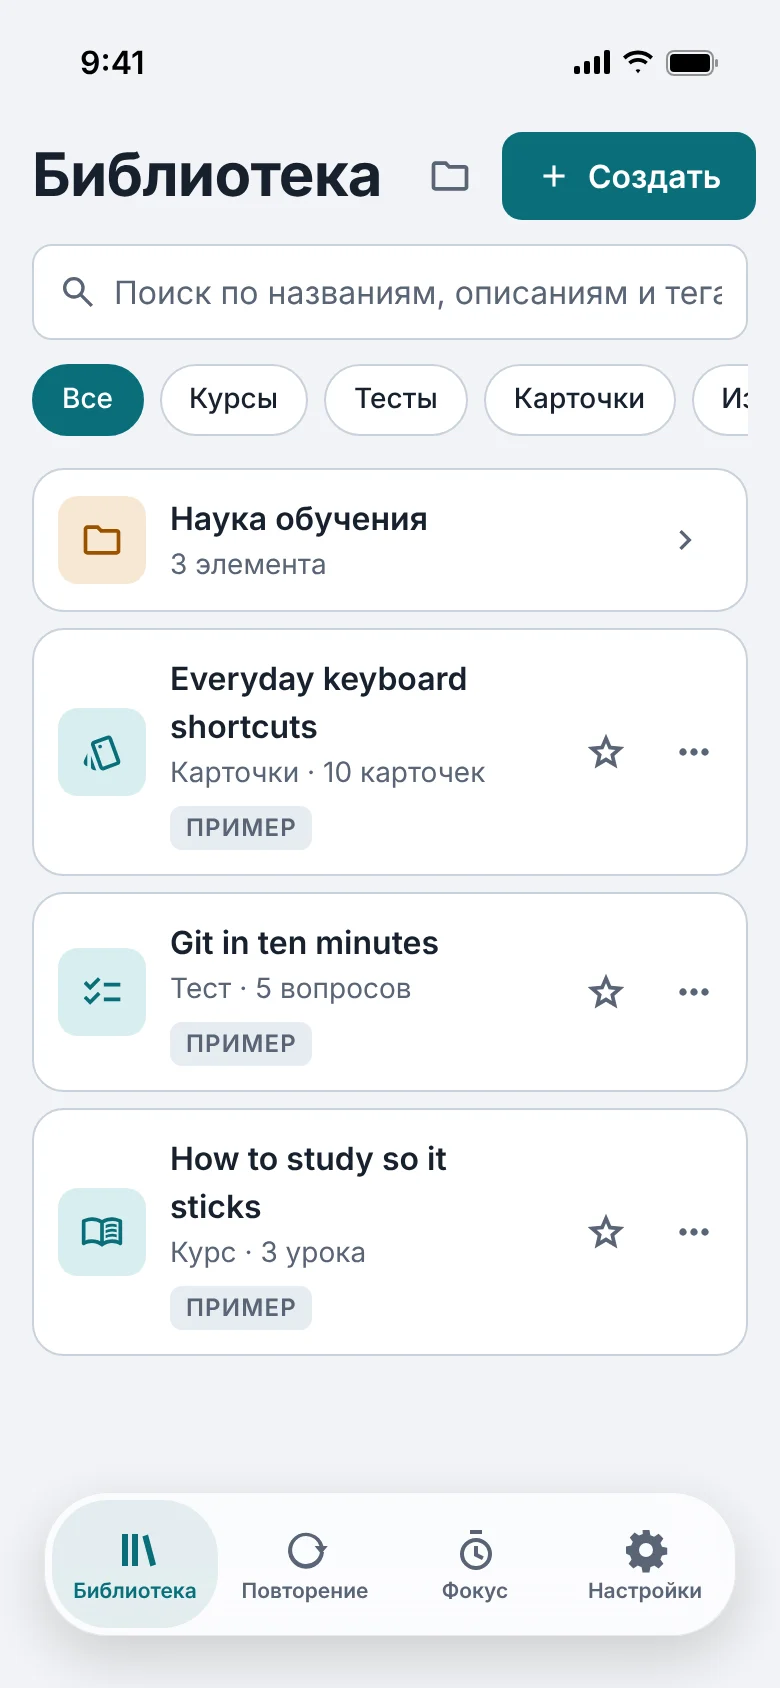 9:41
Библиотека
+ Создать
Поиск по названиям, описаниям и тега
Все
Курсы
Тесты
Карточки
Наука обучения
3 элемента
Everyday keyboard
shortcuts
Карточки · 10 карточек
ПРИМЕР
Git in ten minutes
Тест · 5 вопросов
ПРИМЕР
How to study so it
sticks
Курс · 3 урока
ПРИМЕР
Библиотека
Повторение
Фокус
Настройки